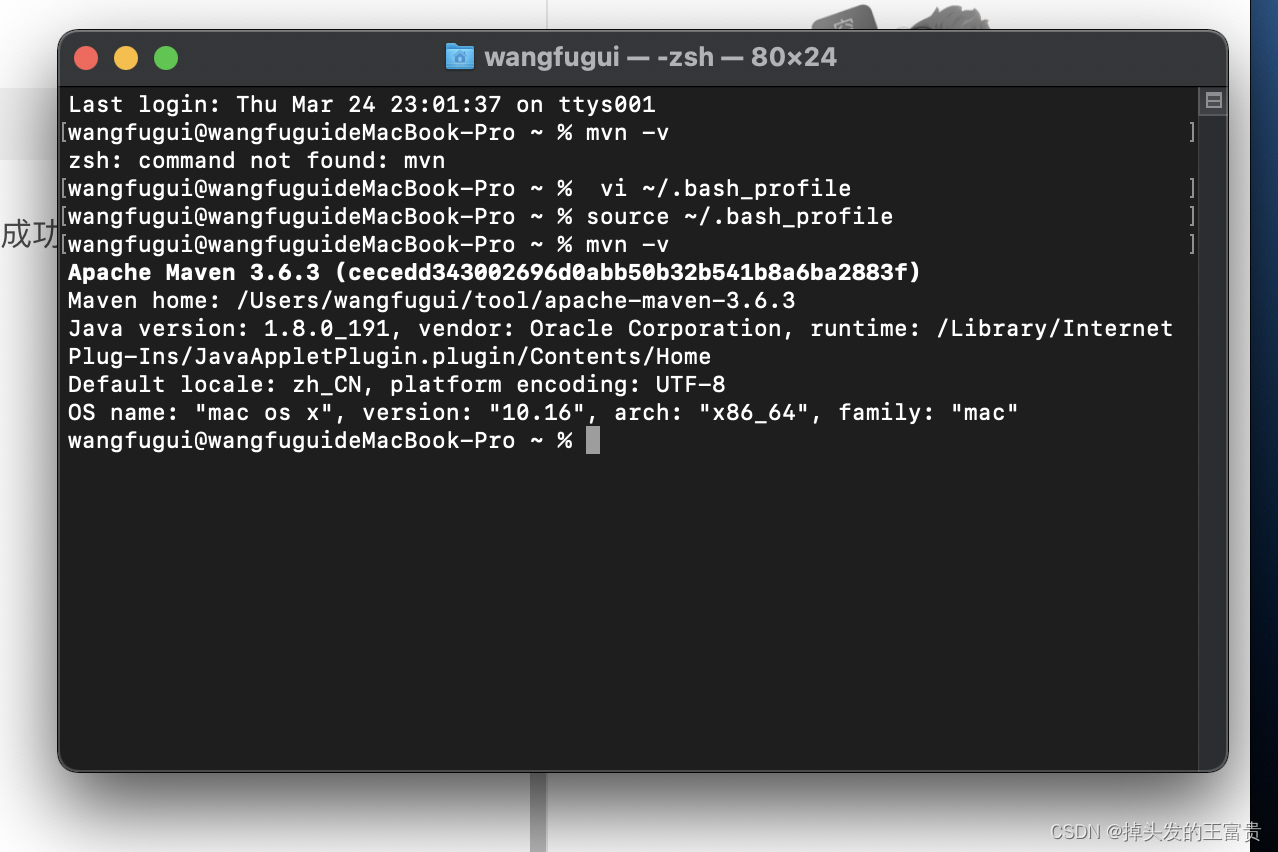 空
wangfugui — -zsh — 80×24
Last login: Thu Mar 24 23:01:37 on ttys001
[wangfugui@wangfuguideMacBook-Pro ~ % mvn -v ]
zsh: command not found: mvn
[wangfugui@wangfuguideMacBook-Pro ~ %  vi ~/.bash_profile ]
[wangfugui@wangfuguideMacBook-Pro ~ % source ~/.bash_profile ]
成功
[wangfugui@wangfuguideMacBook-Pro ~ % mvn -v ]
Apache Maven 3.6.3 (cecedd343002696d0abb50b32b541b8a6ba2883f)
Maven home: /Users/wangfugui/tool/apache-maven-3.6.3
Java version: 1.8.0_191, vendor: Oracle Corporation, runtime: /Library/Internet
Plug-Ins/JavaAppletPlugin.plugin/Contents/Home
Default locale: zh_CN, platform encoding: UTF-8
OS name: "mac os x", version: "10.16", arch: "x86_64", family: "mac"
wangfugui@wangfuguideMacBook-Pro ~ %
CSDN @掉头发的王富贵